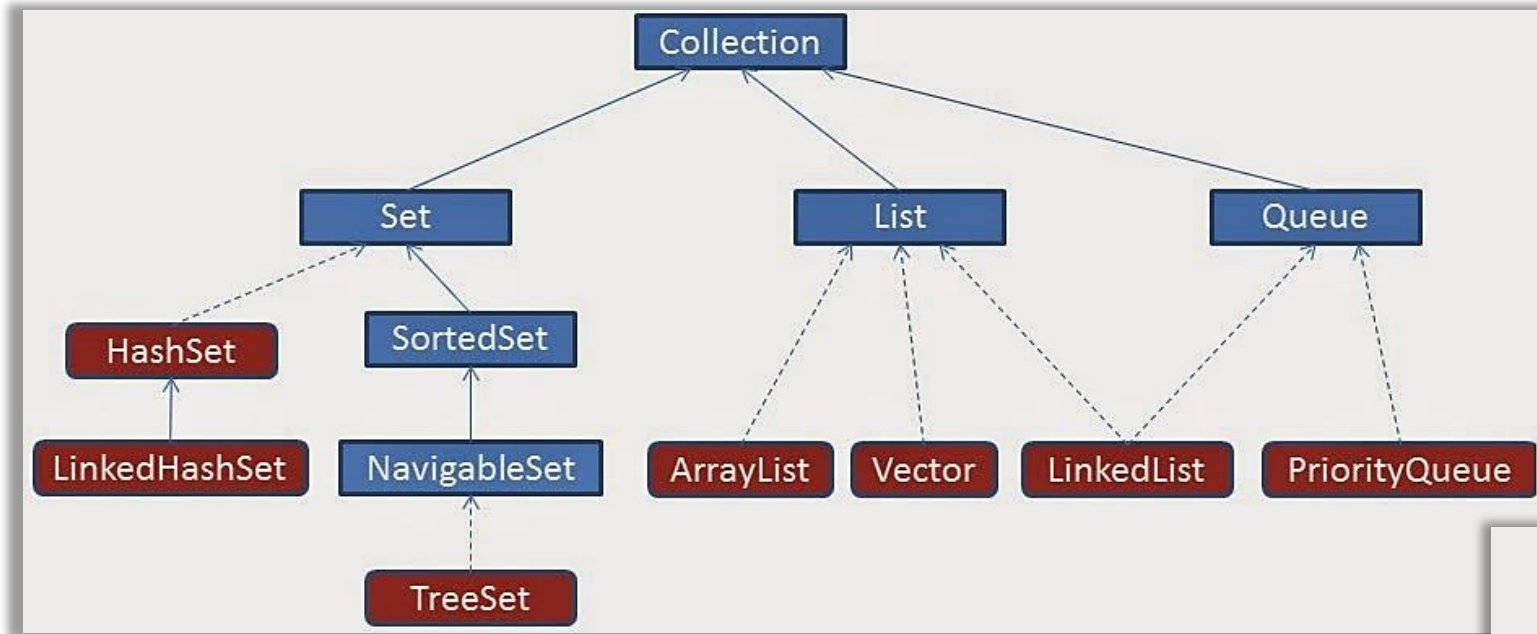 Collection
Set
List
Queue
HashSet
SortedSet
LinkedHashSet
NavigableSet
ArrayList
Vector
LinkedList
PriorityQueue
TreeSet